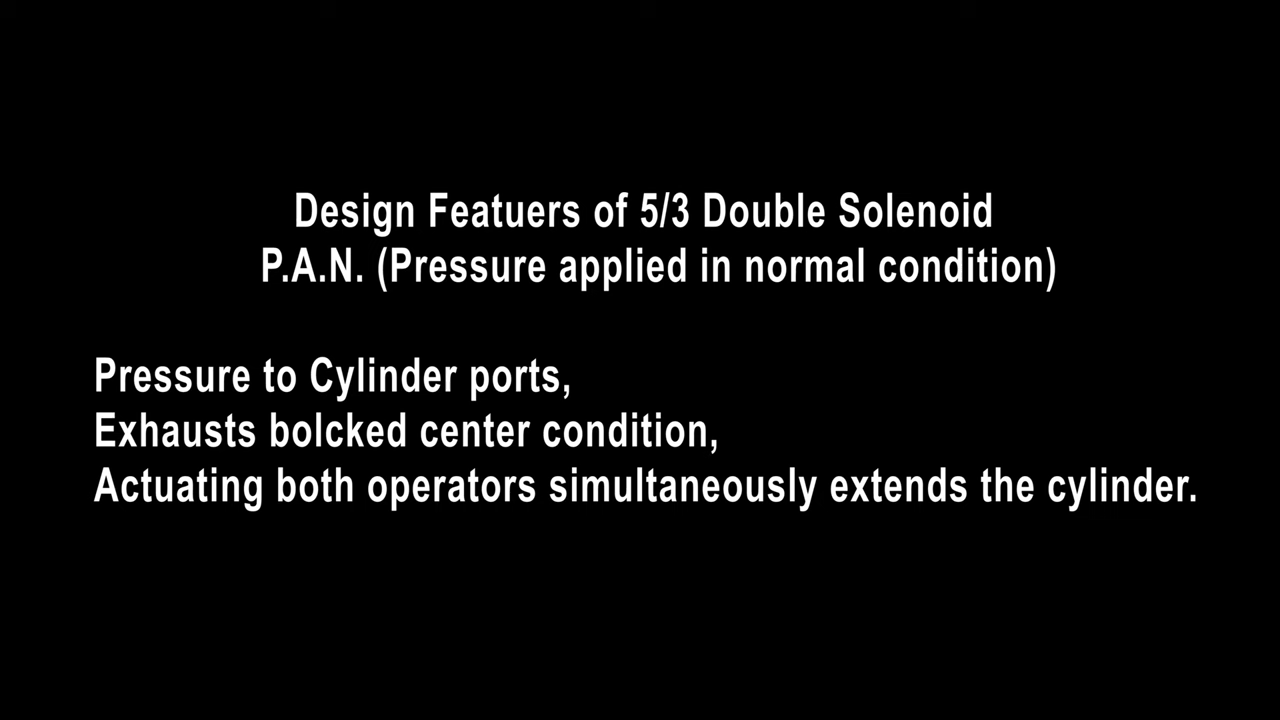 Design Featuers of 5/3 Double Solenoid
P.A.N. (Pressure applied in normal condition)
Pressure to Cylinder ports,
Exhausts bolcked center condition,
Actuating both operators simultaneously extends the cylinder.